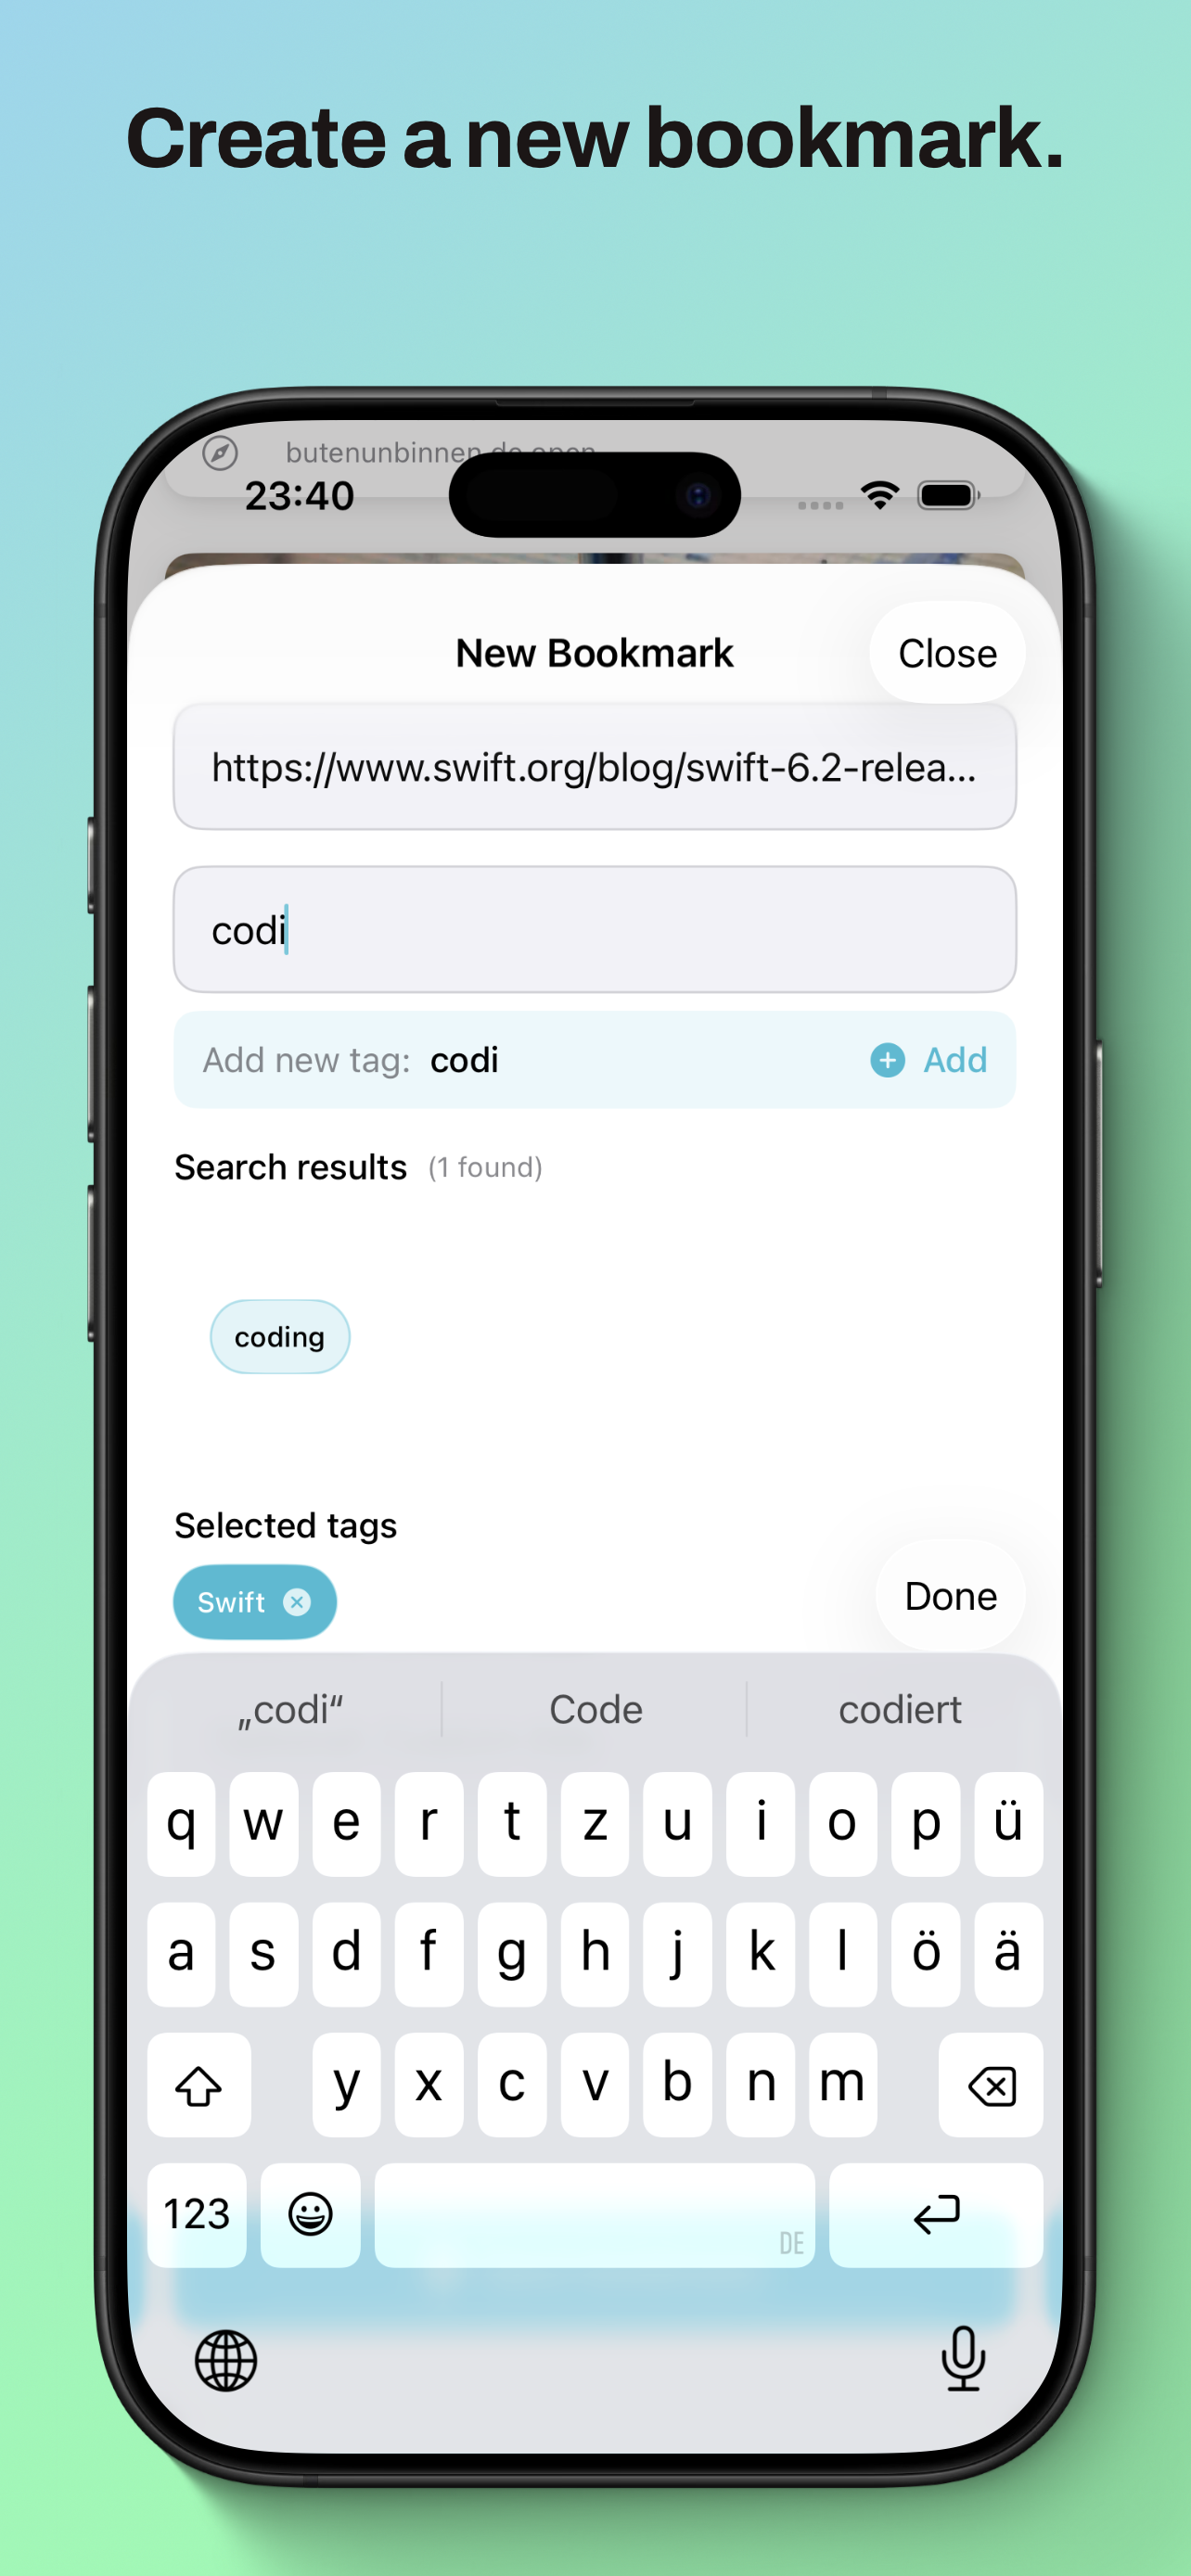 Create a new bookmark.
butenunbinnen.de open
23:40
New Bookmark
Close
https://www.swift.org/blog/swift-6.2-relea...
codi
Add new tag: codi
Add
Search results (1 found)
coding
Selected tags
Swift
Done
„codi“ Code codiert
q w e r t z u i o p ü
a s d f g h j k l ö ä
y x c v b n m
123
DE